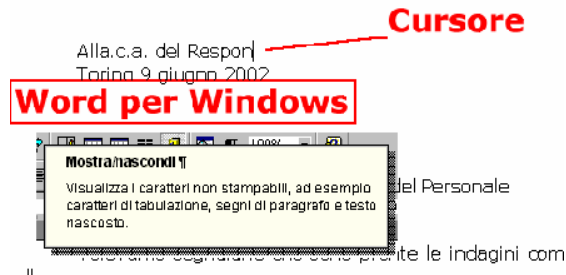 Cursore
Alla.c.a. del Respon
Torino 9 giugno 2002
Word per Windows
100%
Mostra/nascondi ¶
Visualizza i caratteri non stampabili, ad esempio
caratteri di tabulazione, segni di paragrafo e testo
nascosto.
del Personale
le indagini com